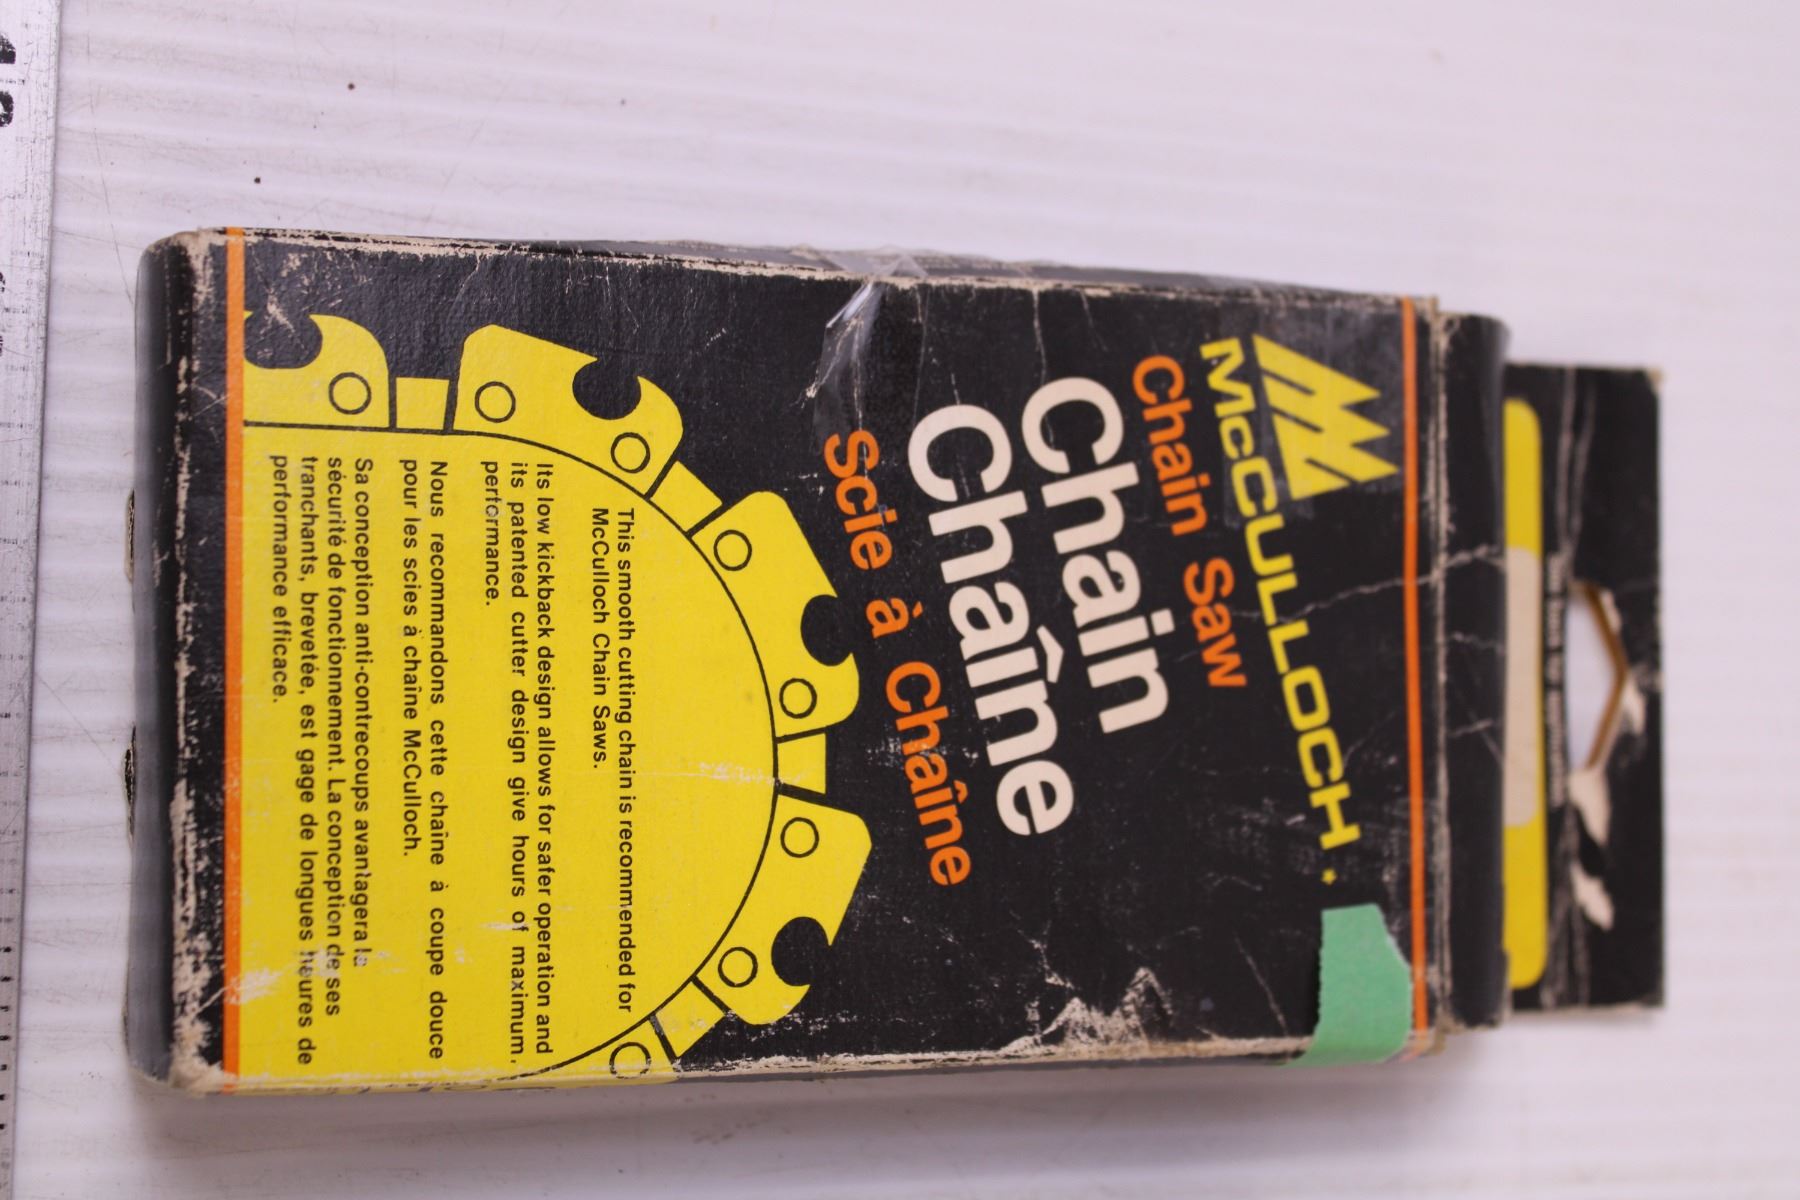 McCULLOCH
Chain Saw
Chain
Chaîne
Scie à Chaîne
This smooth cutting chain is recommended for
McCulloch Chain Saws.
Its low kickback design allows for safer operation and
its patented cutter design give hours of maximum
performance.
Nous recommandons cette chaîne à coupe douce
pour les scies à chaîne McCulloch.
Sa conception anti-contrecoups avantagera la
sécurité de fonctionnement. La conception de ses
tranchants, brevetée, est gage de longues heures de
performance efficace.